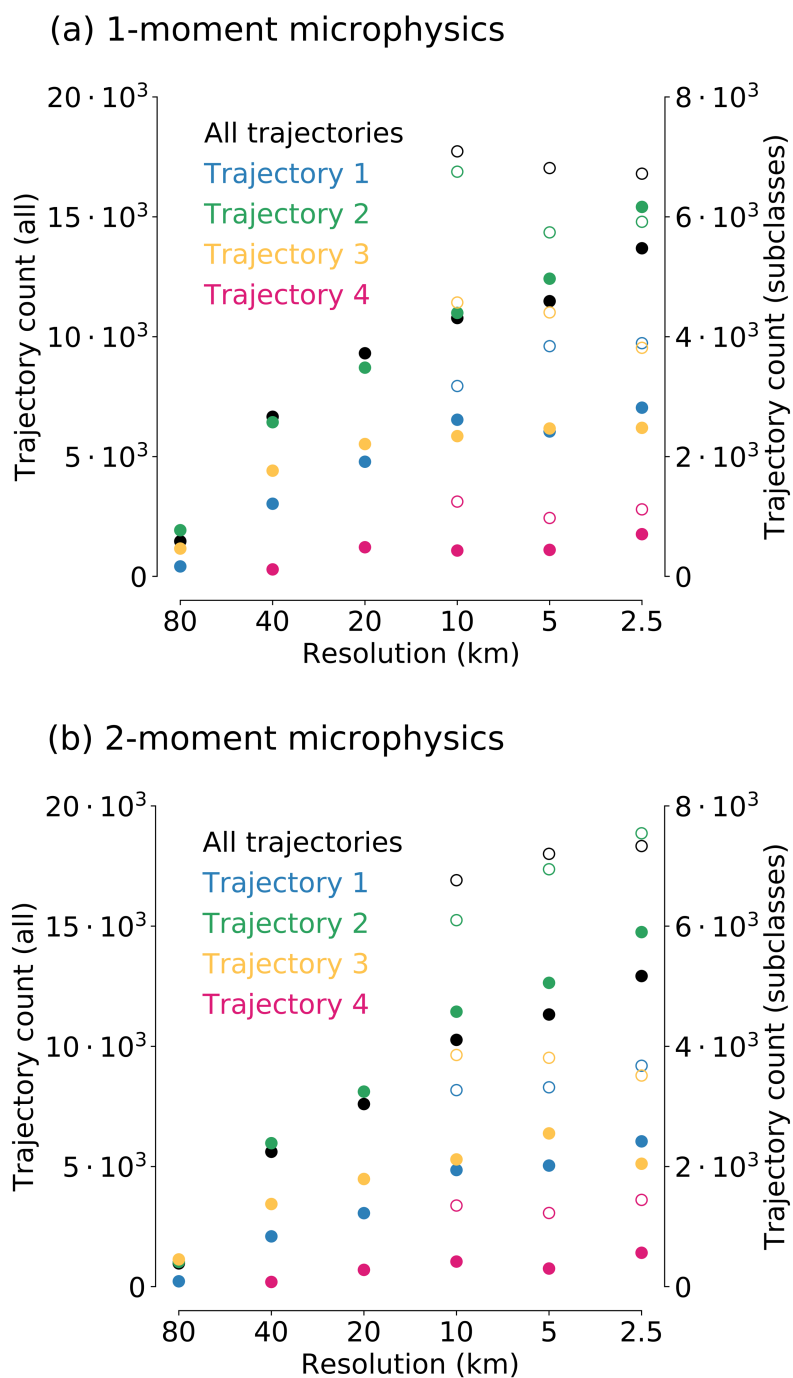 (a) 1-moment microphysics
20 · 10³
8 · 10³
All trajectories
Trajectory 1
Trajectory 2
Trajectory 3
Trajectory 4
15 · 10³
6 · 10³
10 · 10³
4 · 10³
5 · 10³
2 · 10³
0
0
Trajectory count (all)
Trajectory count (subclasses)
80
40
20
10
5
2.5
Resolution (km)
(b) 2-moment microphysics
20 · 10³
8 · 10³
All trajectories
Trajectory 1
Trajectory 2
Trajectory 3
Trajectory 4
15 · 10³
6 · 10³
10 · 10³
4 · 10³
5 · 10³
2 · 10³
0
0
Trajectory count (all)
Trajectory count (subclasses)
80
40
20
10
5
2.5
Resolution (km)